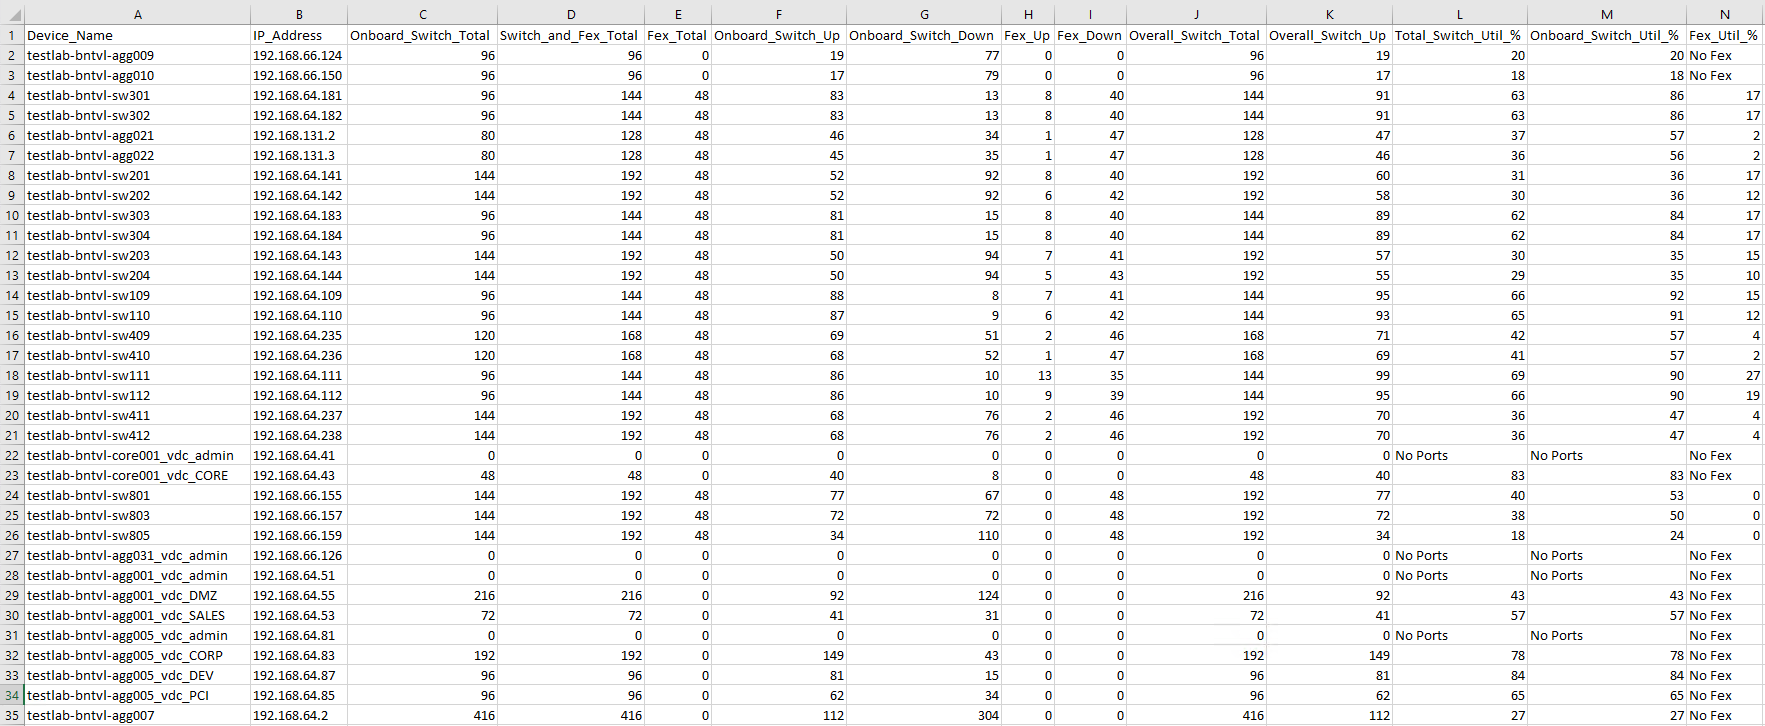 A B C D E F G H I J K L M N
1 Device_Name IP_Address Onboard_Switch_Total Switch_and_Fex_Total Fex_Total Onboard_Switch_Up Onboard_Switch_Down Fex_Up Fex_Down Overall_Switch_Total Overall_Switch_Up Total_Switch_Util_% Onboard_Switch_Util_% Fex_Util_%
2 testlab-bntvl-agg009 192.168.66.124 96 96 0 19 77 0 0 96 19 20 20 No Fex
3 testlab-bntvl-agg010 192.168.66.150 96 96 0 17 79 0 0 96 17 18 18 No Fex
4 testlab-bntvl-sw301 192.168.64.181 96 144 48 83 13 8 40 144 91 63 86 17
5 testlab-bntvl-sw302 192.168.64.182 96 144 48 83 13 8 40 144 91 63 86 17
6 testlab-bntvl-agg021 192.168.131.2 80 128 48 46 34 1 47 128 47 37 57 2
7 testlab-bntvl-agg022 192.168.131.3 80 128 48 45 35 1 47 128 46 36 56 2
8 testlab-bntvl-sw201 192.168.64.141 144 192 48 52 92 8 40 192 60 31 36 17
9 testlab-bntvl-sw202 192.168.64.142 144 192 48 52 92 6 42 192 58 30 36 12
10 testlab-bntvl-sw303 192.168.64.183 96 144 48 81 15 8 40 144 89 62 84 17
11 testlab-bntvl-sw304 192.168.64.184 96 144 48 81 15 8 40 144 89 62 84 17
12 testlab-bntvl-sw203 192.168.64.143 144 192 48 50 94 7 41 192 57 30 35 15
13 testlab-bntvl-sw204 192.168.64.144 144 192 48 50 94 5 43 192 55 29 35 10
14 testlab-bntvl-sw109 192.168.64.109 96 144 48 88 8 7 41 144 95 66 92 15
15 testlab-bntvl-sw110 192.168.64.110 96 144 48 87 9 6 42 144 93 65 91 12
16 testlab-bntvl-sw409 192.168.64.235 120 168 48 69 51 2 46 168 71 42 57 4
17 testlab-bntvl-sw410 192.168.64.236 120 168 48 68 52 1 47 168 69 41 57 2
18 testlab-bntvl-sw111 192.168.64.111 96 144 48 86 10 13 35 144 99 69 90 27
19 testlab-bntvl-sw112 192.168.64.112 96 144 48 86 10 9 39 144 95 66 90 19
20 testlab-bntvl-sw411 192.168.64.237 144 192 48 68 76 2 46 192 70 36 47 4
21 testlab-bntvl-sw412 192.168.64.238 144 192 48 68 76 2 46 192 70 36 47 4
22 testlab-bntvl-core001_vdc_admin 192.168.64.41 0 0 0 0 0 0 0 0 0 No Ports No Ports No Fex
23 testlab-bntvl-core001_vdc_CORE 192.168.64.43 48 48 0 40 8 0 0 48 40 83 83 No Fex
24 testlab-bntvl-sw801 192.168.66.155 144 192 48 77 67 0 48 192 77 40 53 0
25 testlab-bntvl-sw803 192.168.66.157 144 192 48 72 72 0 48 192 72 38 50 0
26 testlab-bntvl-sw805 192.168.66.159 144 192 48 34 110 0 48 192 34 18 24 0
27 testlab-bntvl-agg031_vdc_admin 192.168.66.126 0 0 0 0 0 0 0 0 0 No Ports No Ports No Fex
28 testlab-bntvl-agg001_vdc_admin 192.168.64.51 0 0 0 0 0 0 0 0 0 No Ports No Ports No Fex
29 testlab-bntvl-agg001_vdc_DMZ 192.168.64.55 216 216 0 92 124 0 0 216 92 43 43 No Fex
30 testlab-bntvl-agg001_vdc_SALES 192.168.64.53 72 72 0 41 31 0 0 72 41 57 57 No Fex
31 testlab-bntvl-agg005_vdc_admin 192.168.64.81 0 0 0 0 0 0 0 0 0 No Ports No Ports No Fex
32 testlab-bntvl-agg005_vdc_CORP 192.168.64.83 192 192 0 149 43 0 0 192 149 78 78 No Fex
33 testlab-bntvl-agg005_vdc_DEV 192.168.64.87 96 96 0 81 15 0 0 96 81 84 84 No Fex
34 testlab-bntvl-agg005_vdc_PCI 192.168.64.85 96 96 0 62 34 0 0 96 62 65 65 No Fex
35 testlab-bntvl-agg007 192.168.64.2 416 416 0 112 304 0 0 416 112 27 27 No Fex